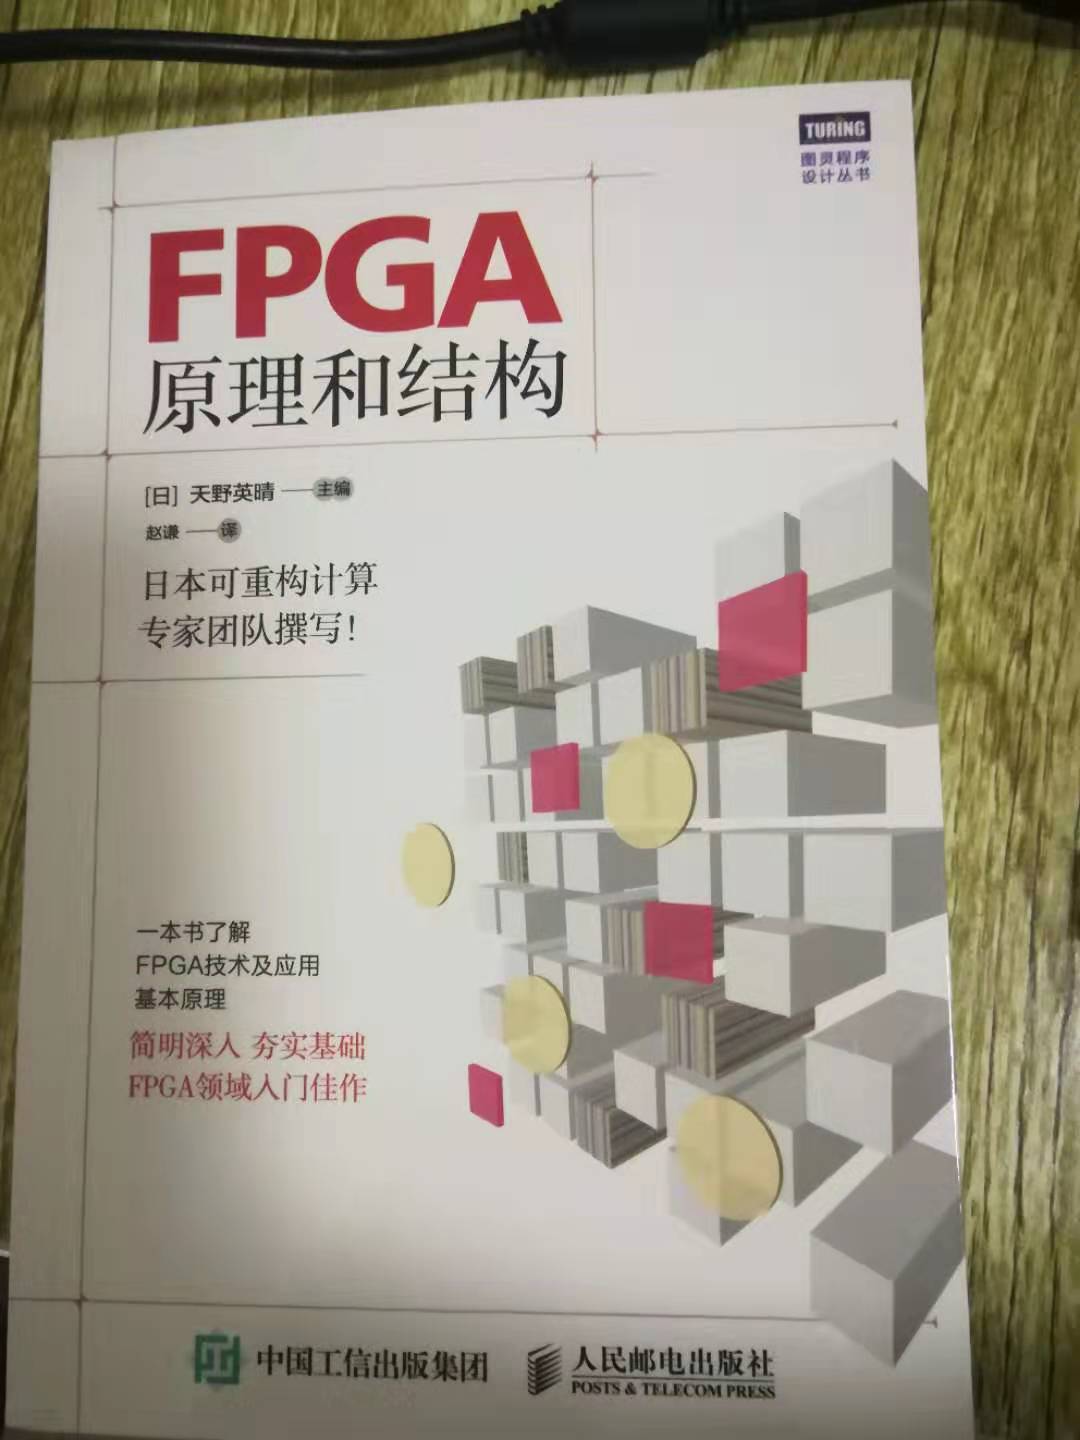 TURING
图灵程序
设计丛书
FPGA
原理和结构
[日] 天野英晴——主编
赵谦——译
日本可重构计算
专家团队撰写!
一本书了解
FPGA技术及应用
基本原理
简明深入 夯实基础
FPGA领域入门佳作
中国工信出版集团
人民邮电出版社
POSTS & TELECOM PRESS